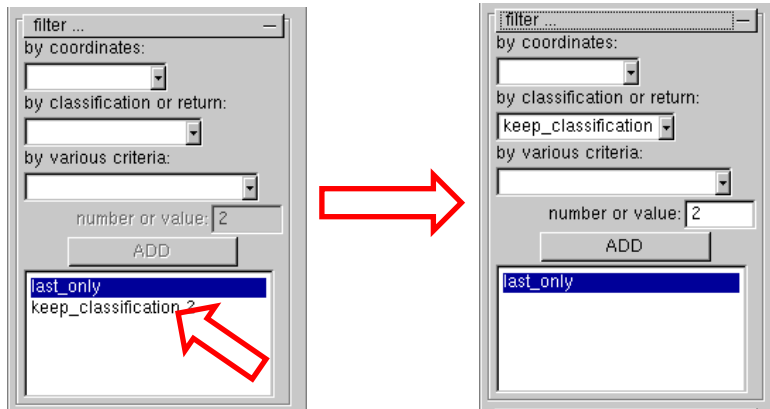 filter ...
by coordinates:
by classification or return:
by various criteria:
number or value: 2
ADD
last_only
keep_classification 2
filter ...
by coordinates:
by classification or return:
keep_classification
by various criteria:
number or value: 2
ADD
last_only